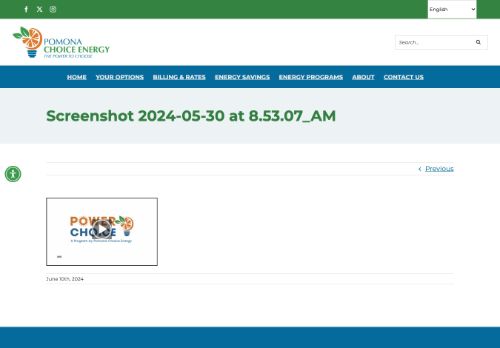 English
POMONA
CHOICE ENERGY
THE POWER TO CHOOSE
Search...
HOME YOUR OPTIONS BILLING & RATES ENERGY SAVINGS ENERGY PROGRAMS ABOUT CONTACT US
Screenshot 2024-05-30 at 8.53.07_AM
Previous
POWER
CHOICE
A Program by Pomona Choice Energy
June 10th, 2024